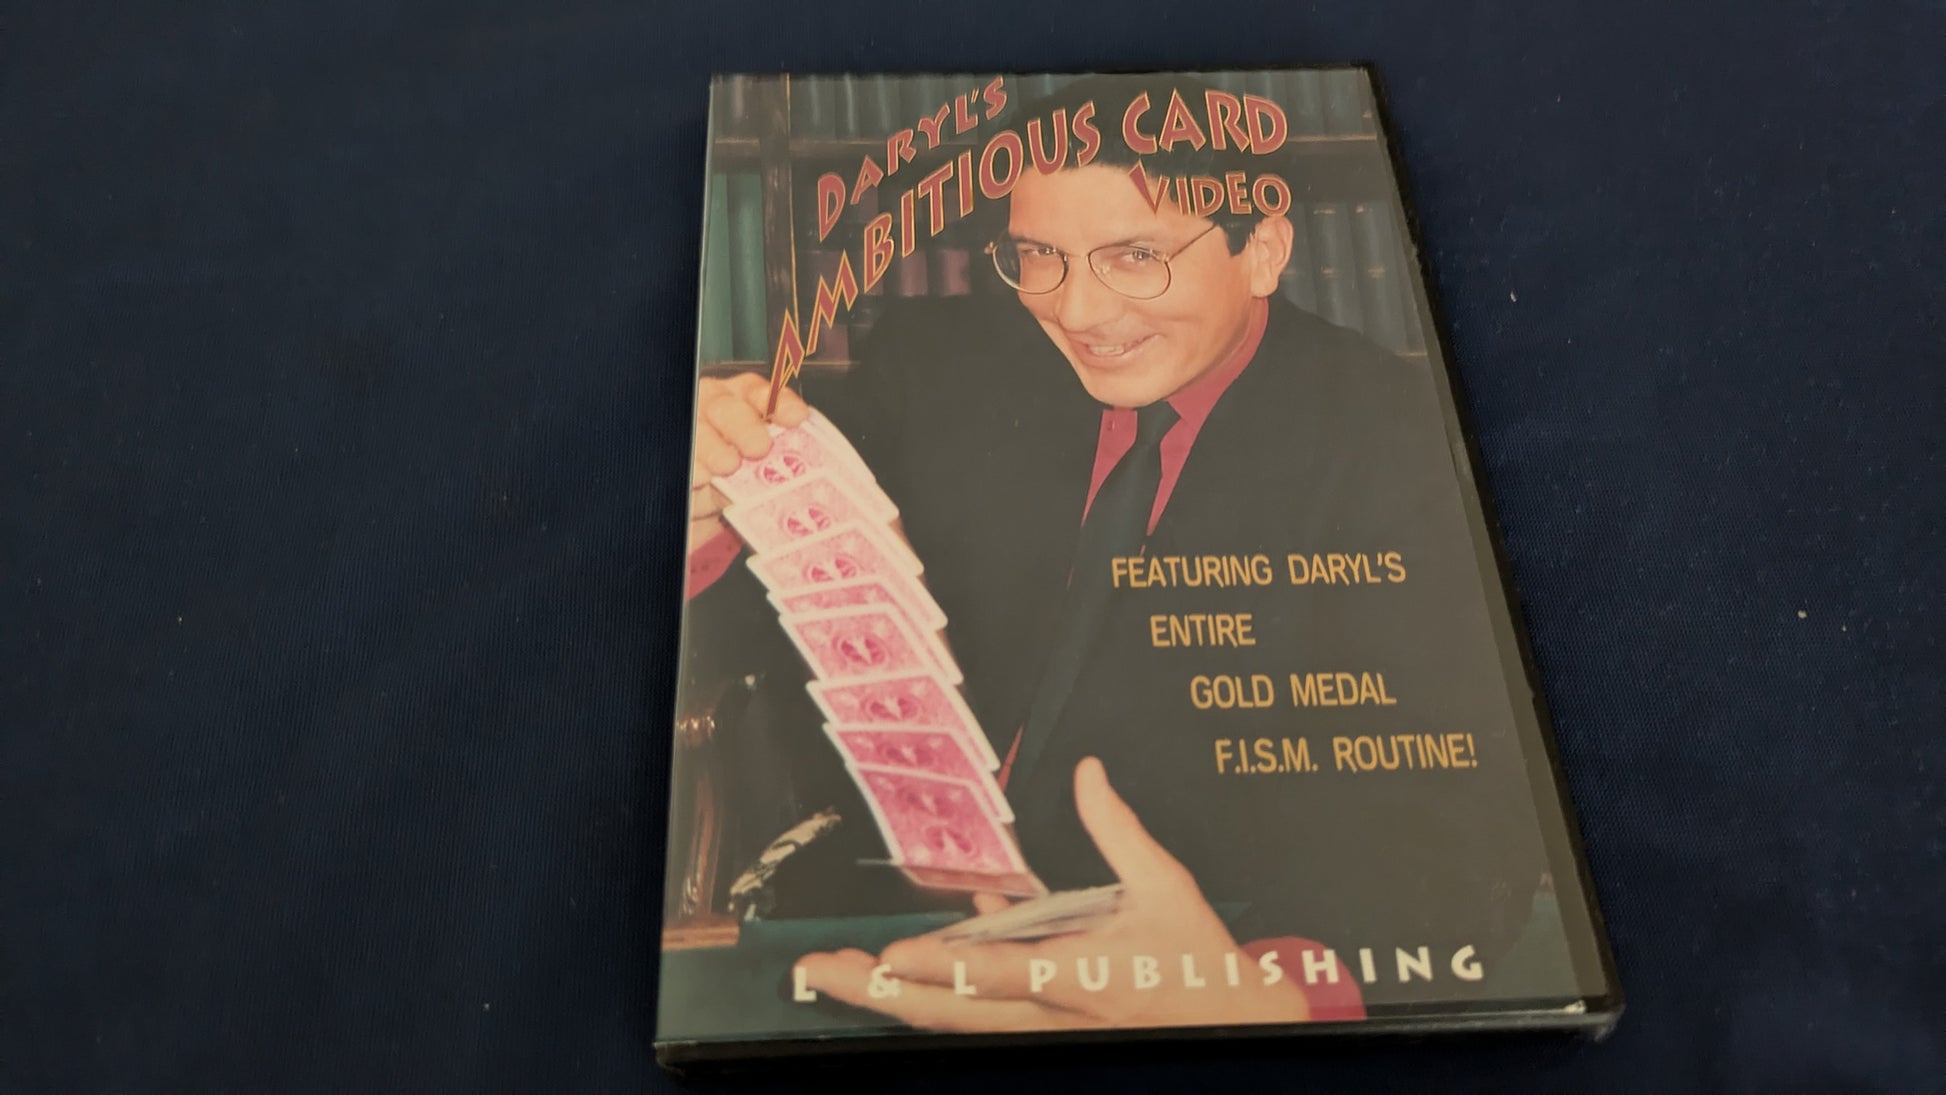 DARYL'S
AMBITIOUS CARD
VIDEO
FEATURING DARYL'S
ENTIRE
GOLD MEDAL
F.I.S.M. ROUTINE!
L & L PUBLISHING